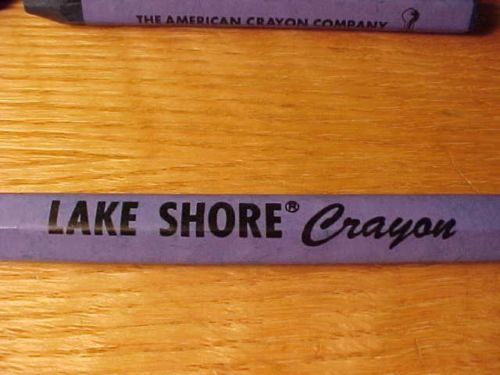 THE AMERICAN CRAYON COMPANY
LAKE SHORE® Crayon